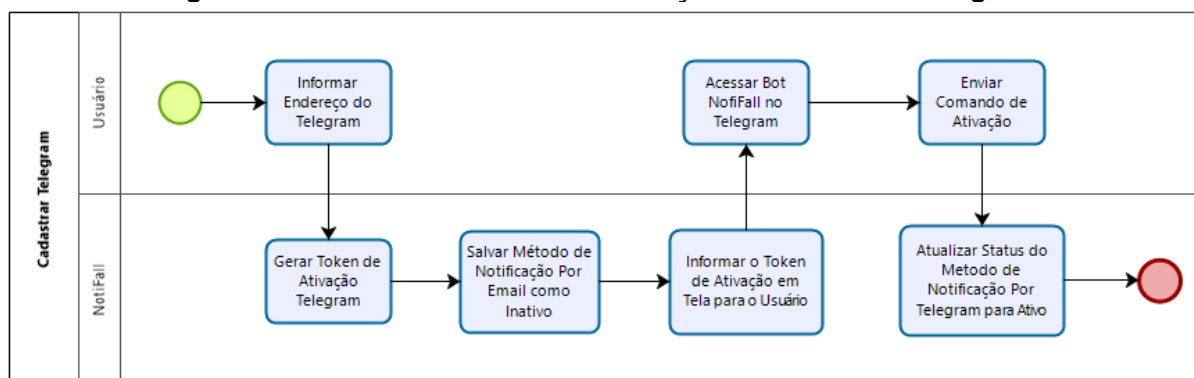 Cadastrar Telegram
Usuário
Informar
Endereço do
Telegram
Acessar Bot
NofiFall no
Telegram
Enviar
Comando de
Ativação
NotiFall
Gerar Token de
Ativação
Telegram
Salvar Método de
Notificação Por
Email como
Inativo
Informar o Token
de Ativação em
Tela para o Usuário
Atualizar Status do
Metodo de
Notificação Por
Telegram para Ativo